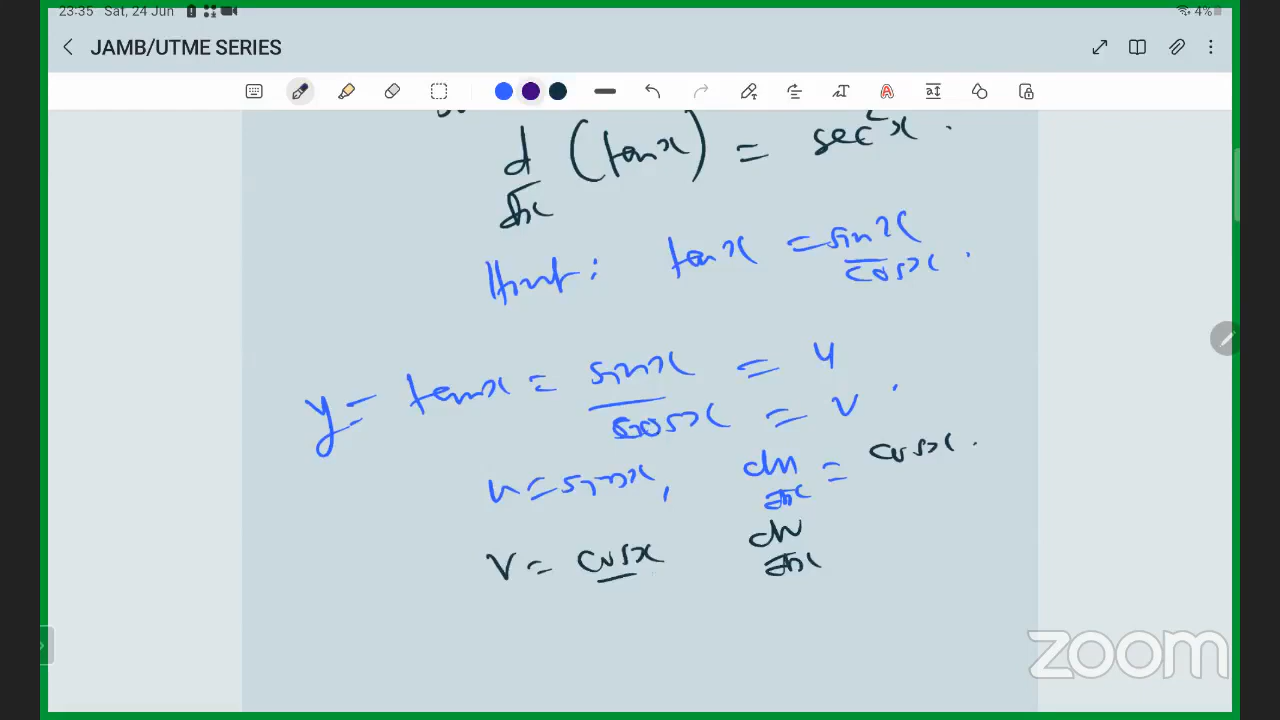 23:35 Sat, 24 Jun 4%
JAMB/UTME SERIES
d/dx (tanx) = sec²x.
Hint: tanx = sinx/cosx.
y = tanx = sinx = u
cosx = v.
u = sinx, du/dx = cosx.
v = cosx dv/dx
zoom